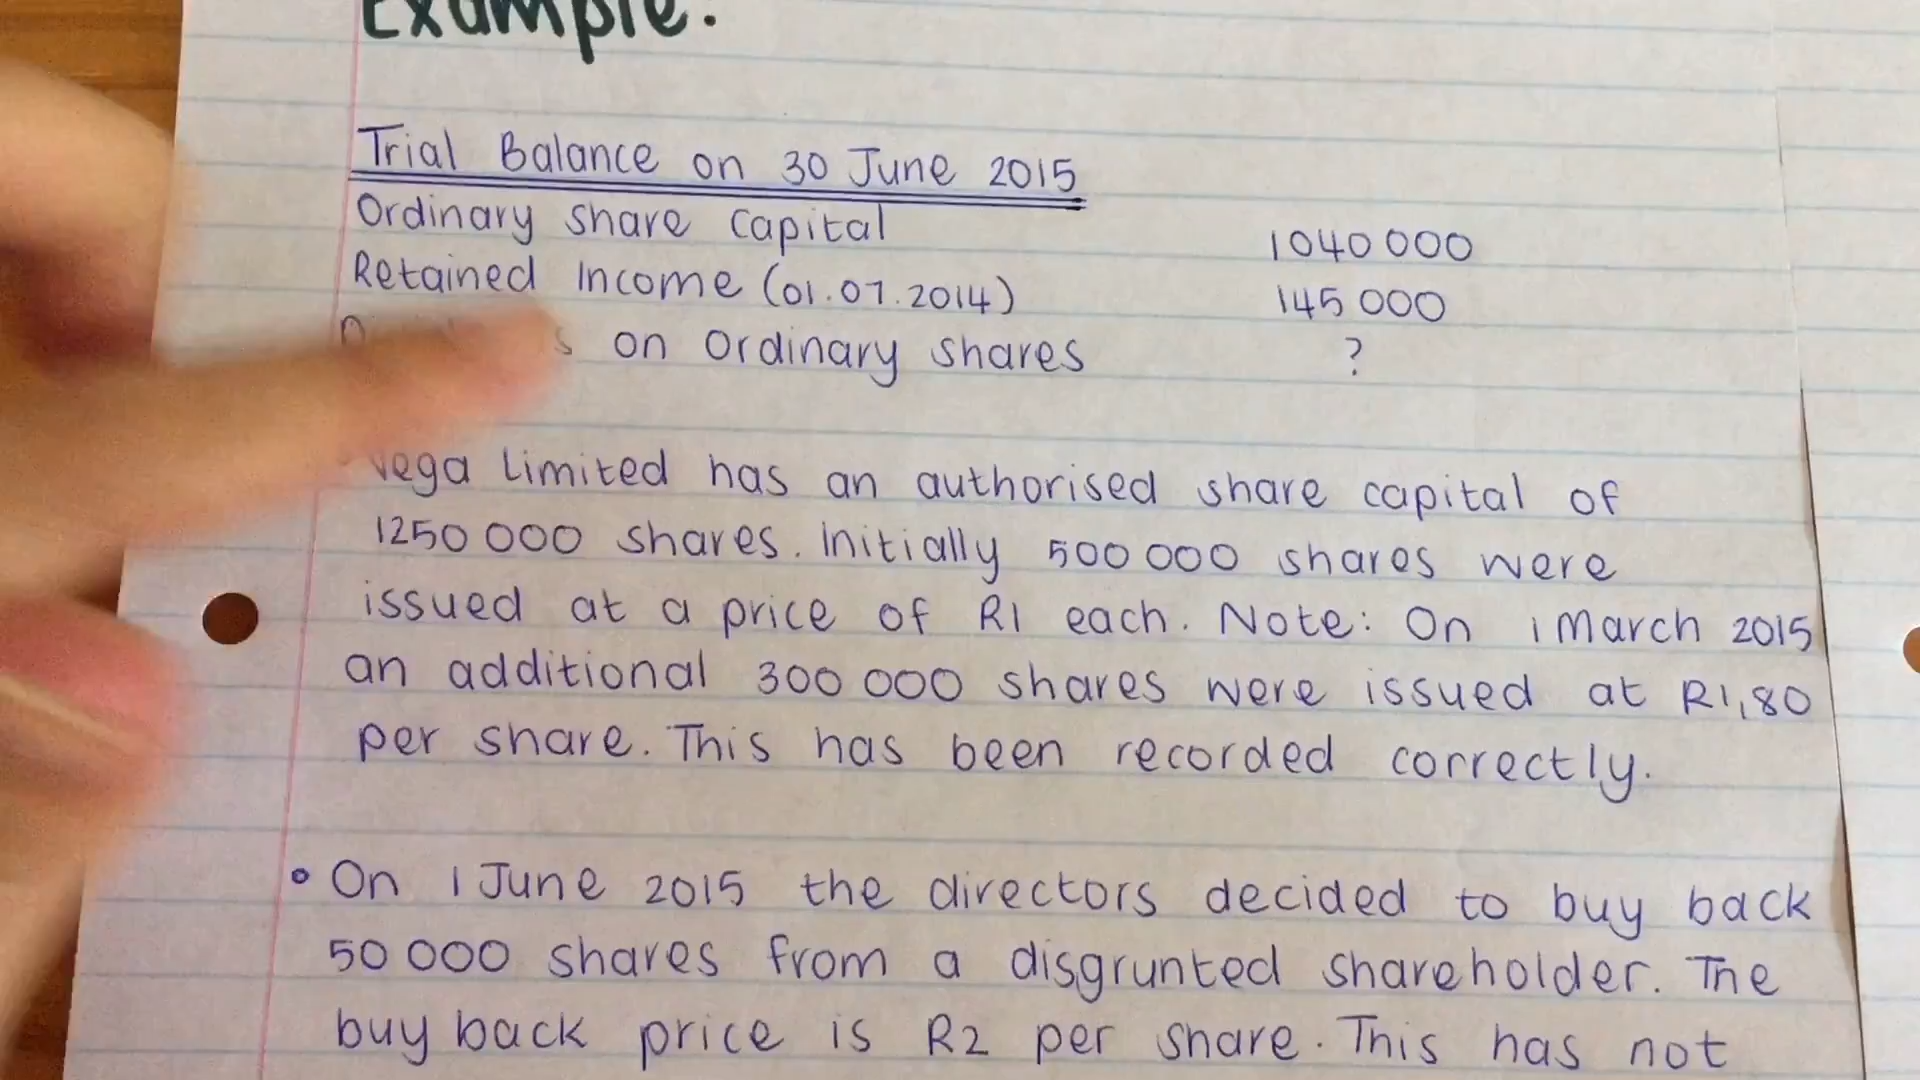 Example:
Trial Balance on 30 June 2015
Ordinary share capital 1040 000
Retained Income (01.07.2014) 145 000
on Ordinary shares ?
Vega Limited has an authorised share capital of
1250 000 shares. Initially 500 000 shares were
issued at a price of R1 each. Note: On 1 March 2015
an additional 300 000 shares were issued at R1,80
per share. This has been recorded correctly.
• On 1 June 2015 the directors decided to buy back
50 000 shares from a disgrunted shareholder. The
buy back price is R2 per share. This has not